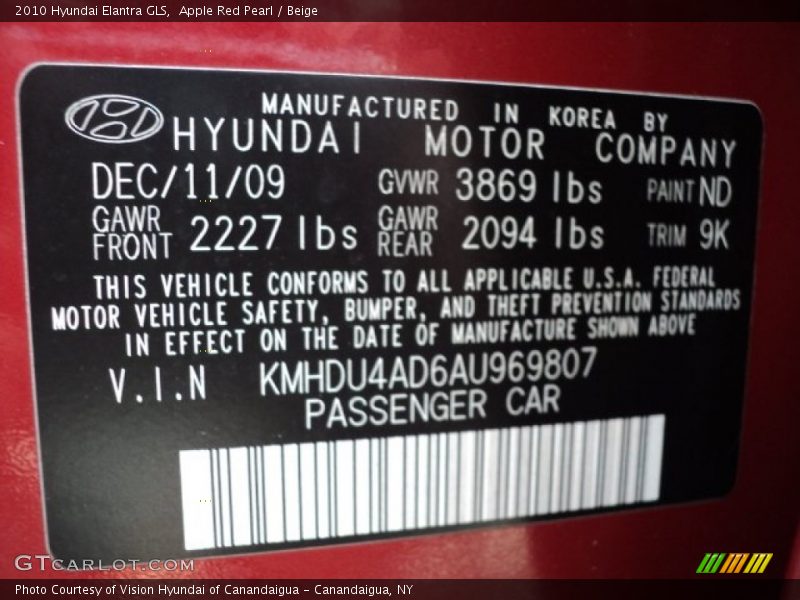 2010 Hyundai Elantra GLS,  Apple Red Pearl / Beige
MANUFACTURED IN KOREA BY
HYUNDAI MOTOR COMPANY
DEC/11/09 GVWR 3869 lbs PAINT ND
GAWR FRONT 2227 lbs GAWR REAR 2094 lbs TRIM 9K
THIS VEHICLE CONFORMS TO ALL APPLICABLE U.S.A. FEDERAL
MOTOR VEHICLE SAFETY, BUMPER, AND THEFT PREVENTION STANDARDS
IN EFFECT ON THE DATE OF MANUFACTURE SHOWN ABOVE
V.I.N KMHDU4AD6AU969807
PASSENGER CAR
GTCARLOT.COM
Photo Courtesy of Vision Hyundai of Canandaigua - Canandaigua, NY